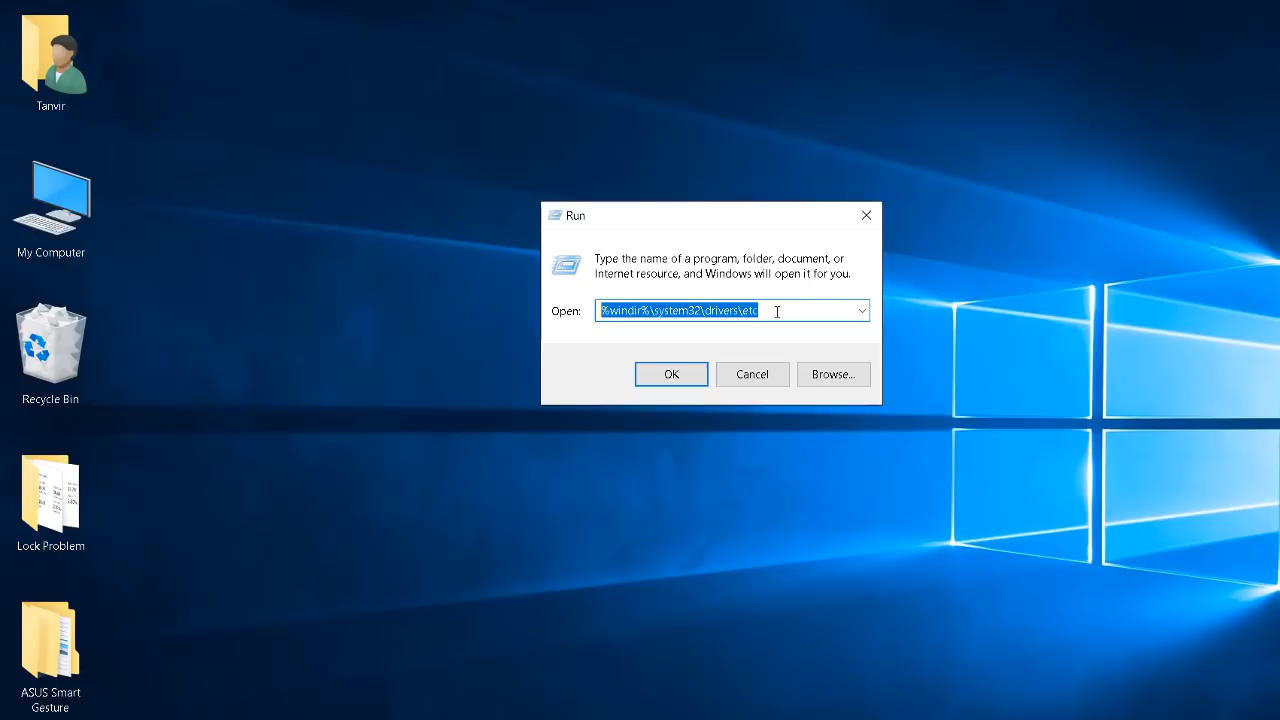 Tanvir
My Computer
Recycle Bin
Lock Problem
ASUS Smart
Gesture
Run
Type the name of a program, folder, document, or
Internet resource, and Windows will open it for you.
Open: %windir%\system32\drivers\etc
OK Cancel Browse...